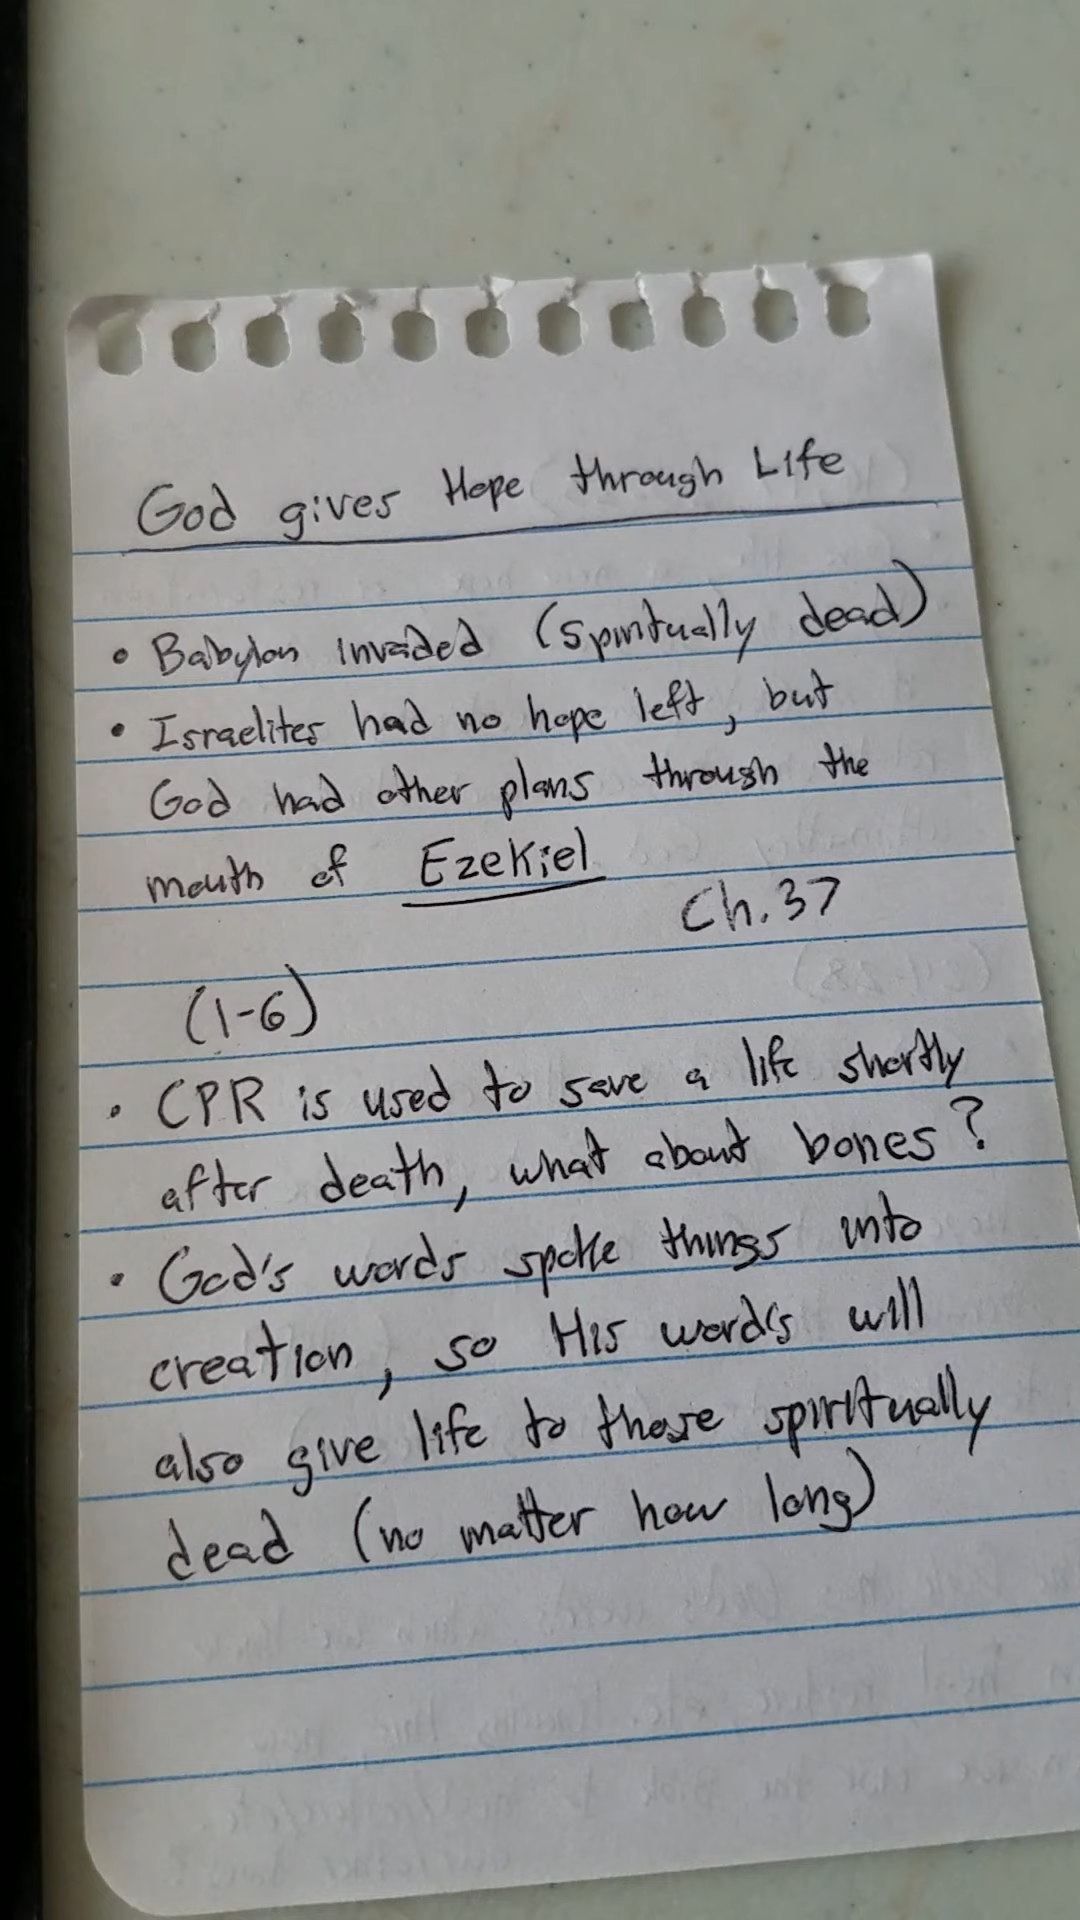 God gives Hope through Life
• Babylon invaded (spiritually dead)
• Israelites had no hope left, but
God had other plans through the
mouth of Ezekiel
Ch. 37
(1-6)
• CPR is used to save a life shortly
after death, what about bones?
• God's words spoke things into
creation, so His words will
also give life to those spiritually
dead (no matter how long)